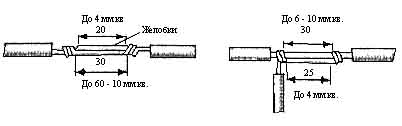 До 4 мм кв.
20
Желобки
30
До 60 - 10 мм кв.
До 6 - 10 мм кв.
30
25
До 4 мм кв.